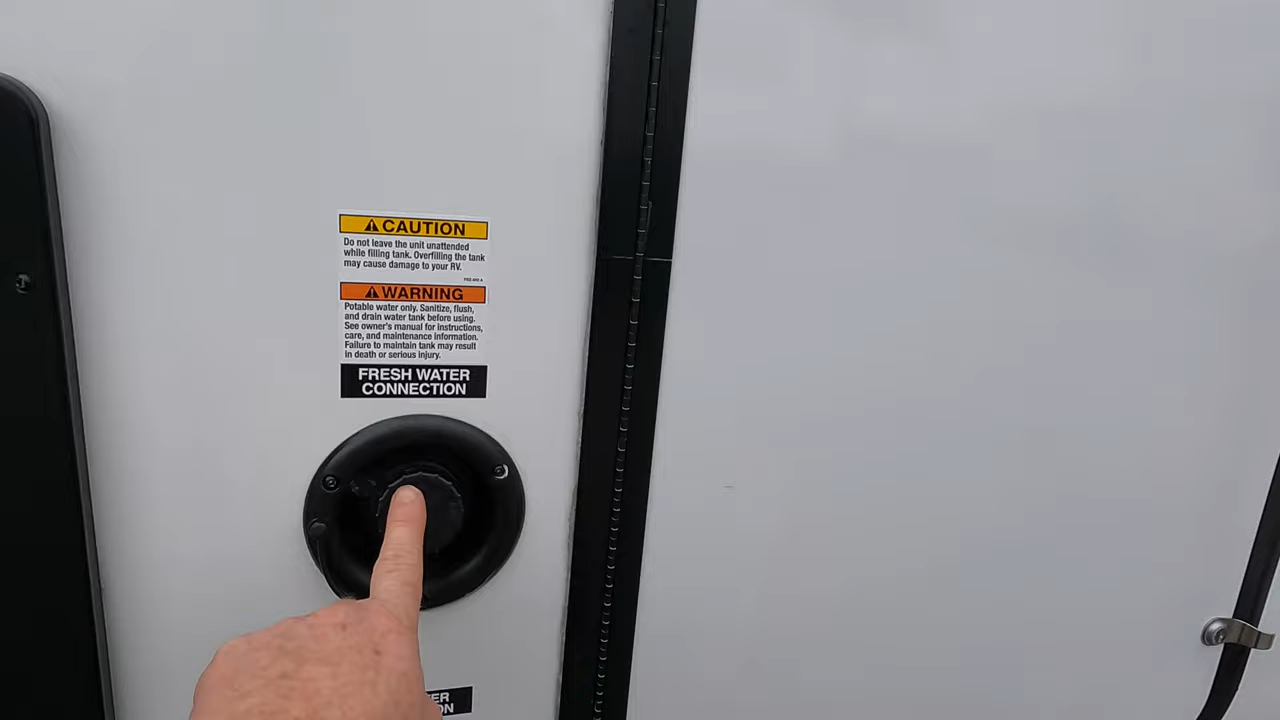 CAUTION
Do not leave the unit unattended
while filling tank. Overfilling the tank
may cause damage to your RV.
WARNING
Potable water only. Sanitize, flush,
and drain water tank before using.
See owner's manual for instructions,
care, and maintenance information.
Failure to maintain tank may result
in death or serious injury.
FRESH WATER
CONNECTION